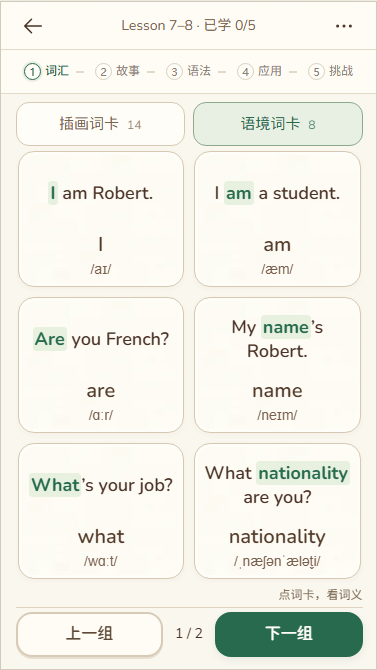 Lesson 7–8 · 已学 0/5
1 词汇 – 2 故事 – 3 语法 – 4 应用 – 5 挑战
插画词卡 14 语境词卡 8
I am Robert.
I
/aɪ/
I am a student.
am
/æm/
Are you French?
are
/ɑːr/
My name's
Robert.
name
/neɪm/
What's your job?
what
/wɑːt/
What nationality
are you?
nationality
/ˌnæʃənˈæləti̬/
点词卡，看词义
上一组 1 / 2 下一组